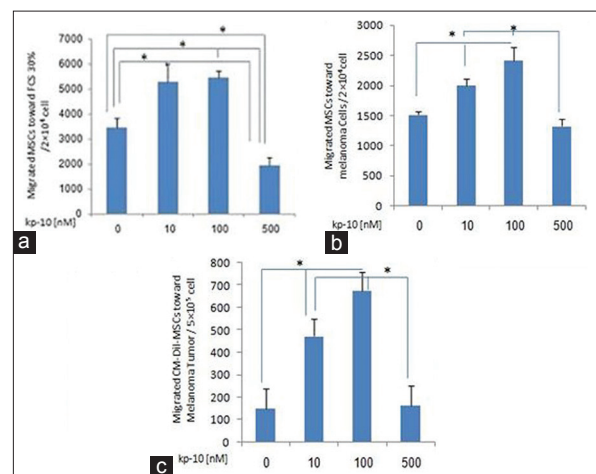 Migrated MSCs toward FCS 30%
/2×10⁴ cell
7000
6000
5000
4000
3000
2000
1000
0
*
*
*
kp-10 [nM]
0 10 100 500
a
Migrated MSCs toward
melanoma Cells/2×10⁴ cell
3000
2500
2000
1500
1000
500
0
*
*
kp-10 [nM]
0 10 100 500
b
Migrated CM-DiI-MSCs toward
Melanoma Tumor / 5×10⁵ cell
800
700
600
500
400
300
200
100
0
*
*
kp-10 [nM]
0 10 100 500
c